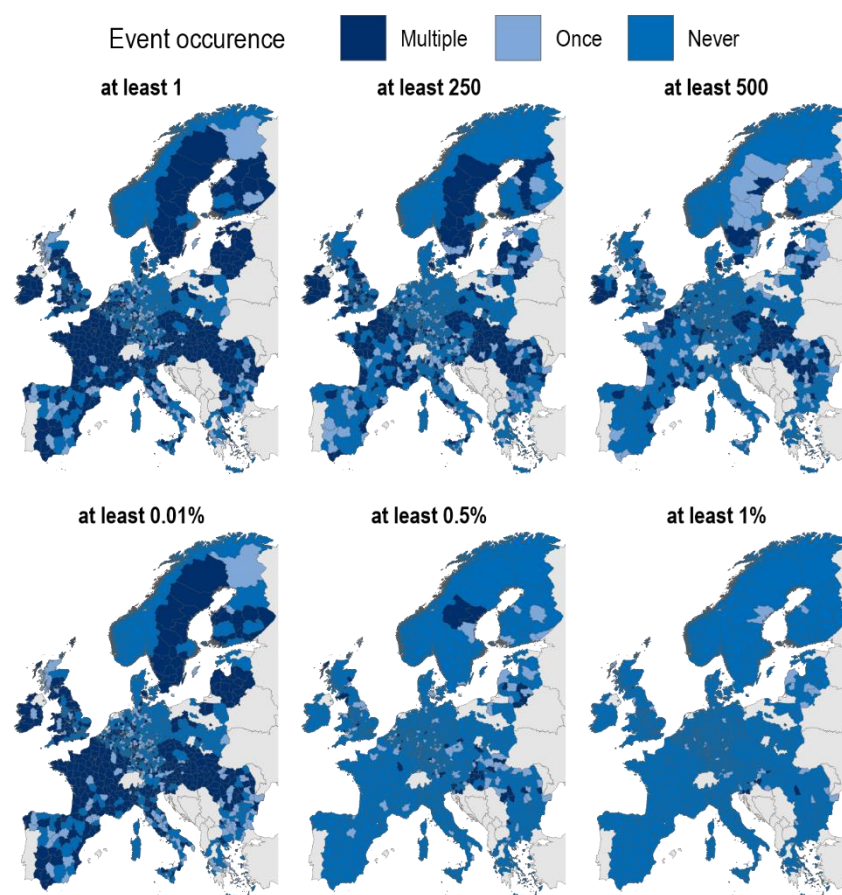 Event occurence Multiple Once Never
at least 1 at least 250 at least 500
at least 0.01% at least 0.5% at least 1%